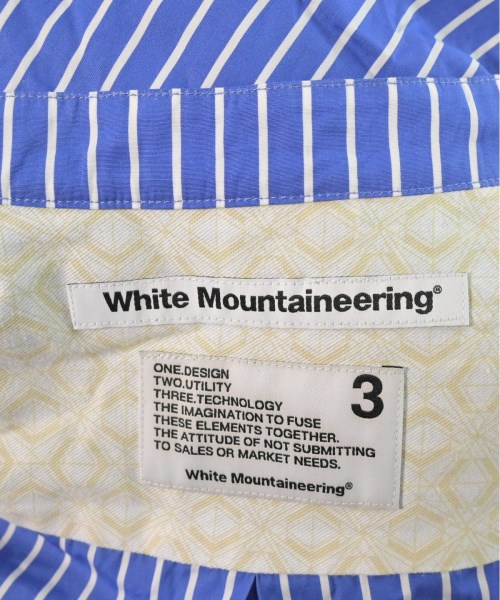 White Mountaineering®
ONE.DESIGN
TWO.UTILITY
THREE.TECHNOLOGY
THE IMAGINATION TO FUSE
THESE ELEMENTS TOGETHER.
THE ATTITUDE OF NOT SUBMITTING
TO SALES OR MARKET NEEDS.
3
White Mountaineering®